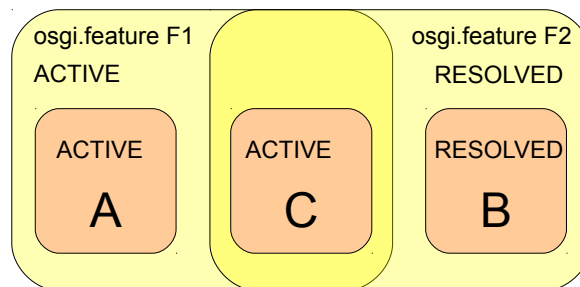 osgi.feature F1
ACTIVE
osgi.feature F2
RESOLVED
ACTIVE
A
ACTIVE
C
RESOLVED
B